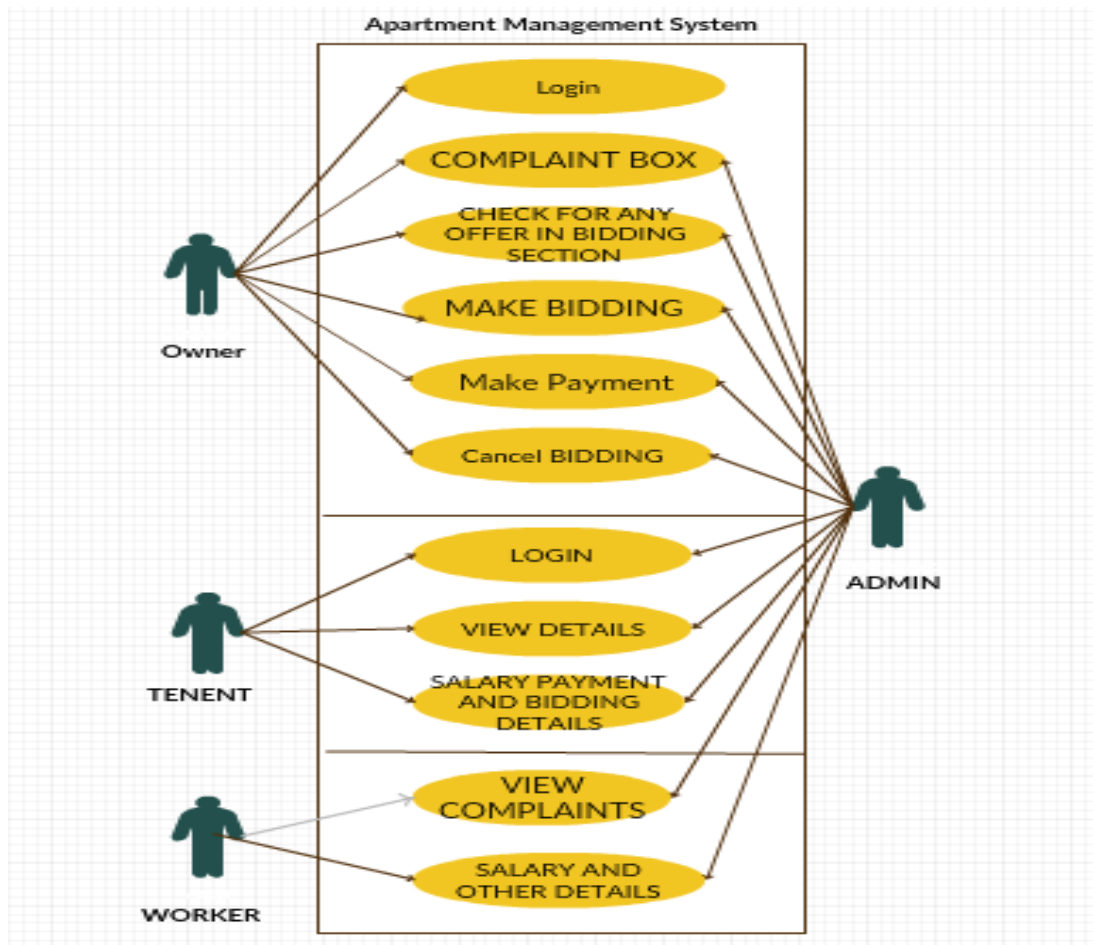 Apartment Management System
Login
COMPLAINT BOX
CHECK FOR ANY
OFFER IN BIDDING
SECTION
MAKE BIDDING
Owner
Make Payment
Cancel BIDDING
LOGIN
ADMIN
VIEW DETAILS
TENENT
SALARY PAYMENT
AND BIDDING
DETAILS
VIEW
COMPLAINTS
SALARY AND
OTHER DETAILS
WORKER